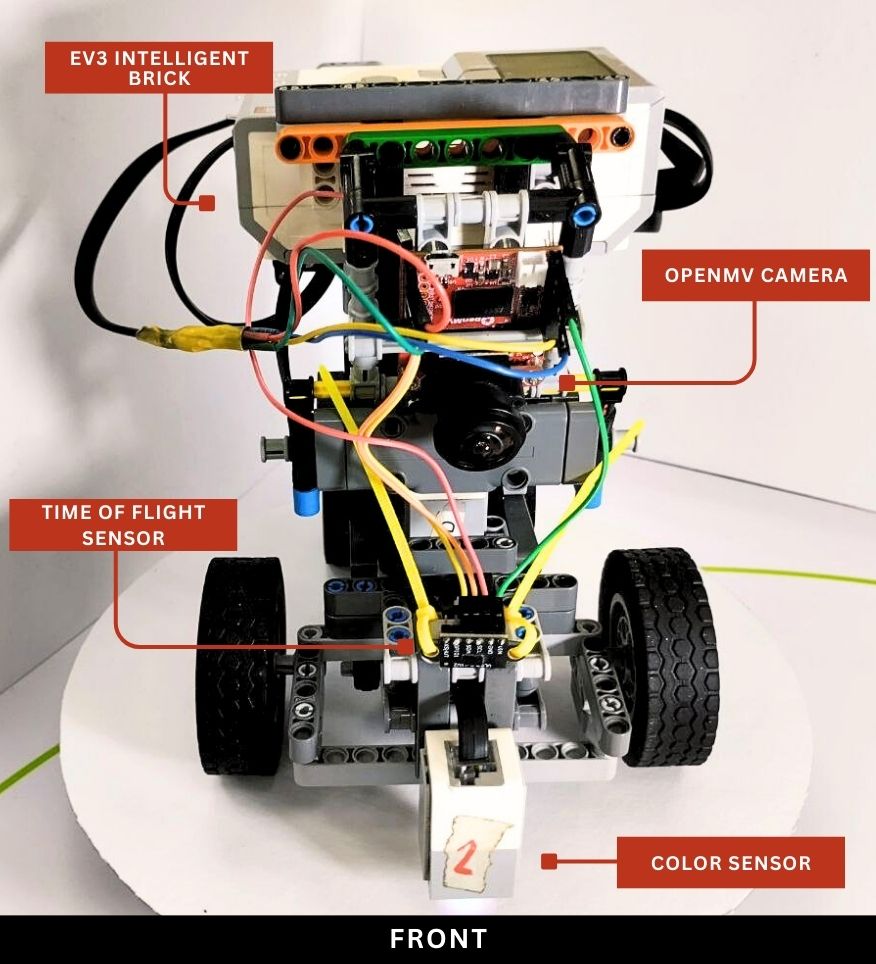 EV3 INTELLIGENT
BRICK
OPENMV CAMERA
TIME OF FLIGHT
SENSOR
2
COLOR SENSOR
FRONT